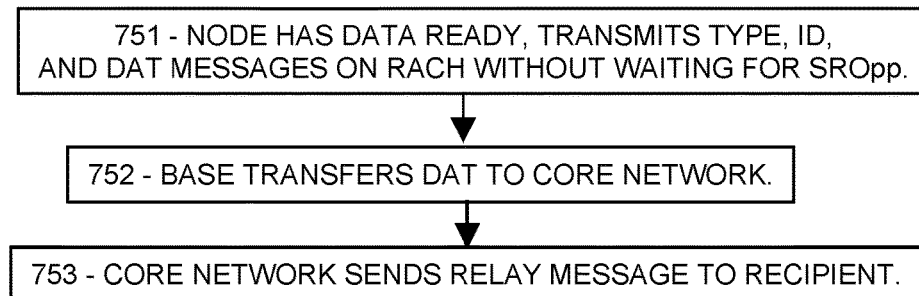 751 - NODE HAS DATA READY, TRANSMITS TYPE, ID,
AND DAT MESSAGES ON RACH WITHOUT WAITING FOR SROpp.
752 - BASE TRANSFERS DAT TO CORE NETWORK.
753 - CORE NETWORK SENDS RELAY MESSAGE TO RECIPIENT.